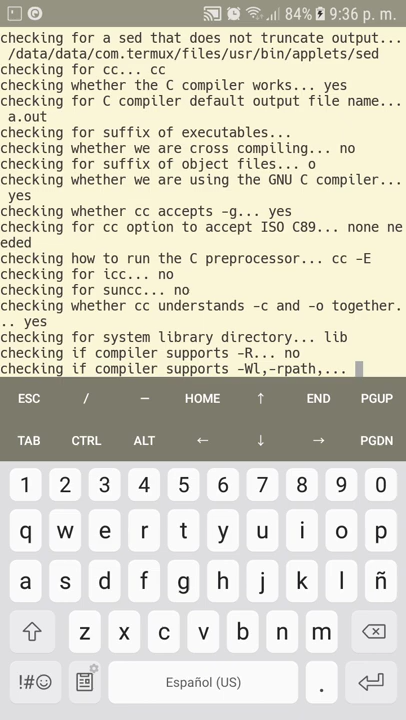 84% 9:36 p. m.
checking for a sed that does not truncate output...
/data/data/com.termux/files/usr/bin/applets/sed
checking for cc... cc
checking whether the C compiler works... yes
checking for C compiler default output file name...
a.out
checking for suffix of executables...
checking whether we are cross compiling... no
checking for suffix of object files... o
checking whether we are using the GNU C compiler...
yes
checking whether cc accepts -g... yes
checking for cc option to accept ISO C89... none ne
eded
checking how to run the C preprocessor... cc -E
checking for icc... no
checking for suncc... no
checking whether cc understands -c and -o together.
.. yes
checking for system library directory... lib
checking if compiler supports -R... no
checking if compiler supports -Wl,-rpath,...
ESC / — HOME ↑ END PGUP
TAB CTRL ALT ← ↓ → PGDN
1 2 3 4 5 6 7 8 9 0
q w e r t y u i o p
a s d f g h j k l ñ
z x c v b n m
!#☺ Español (US) .